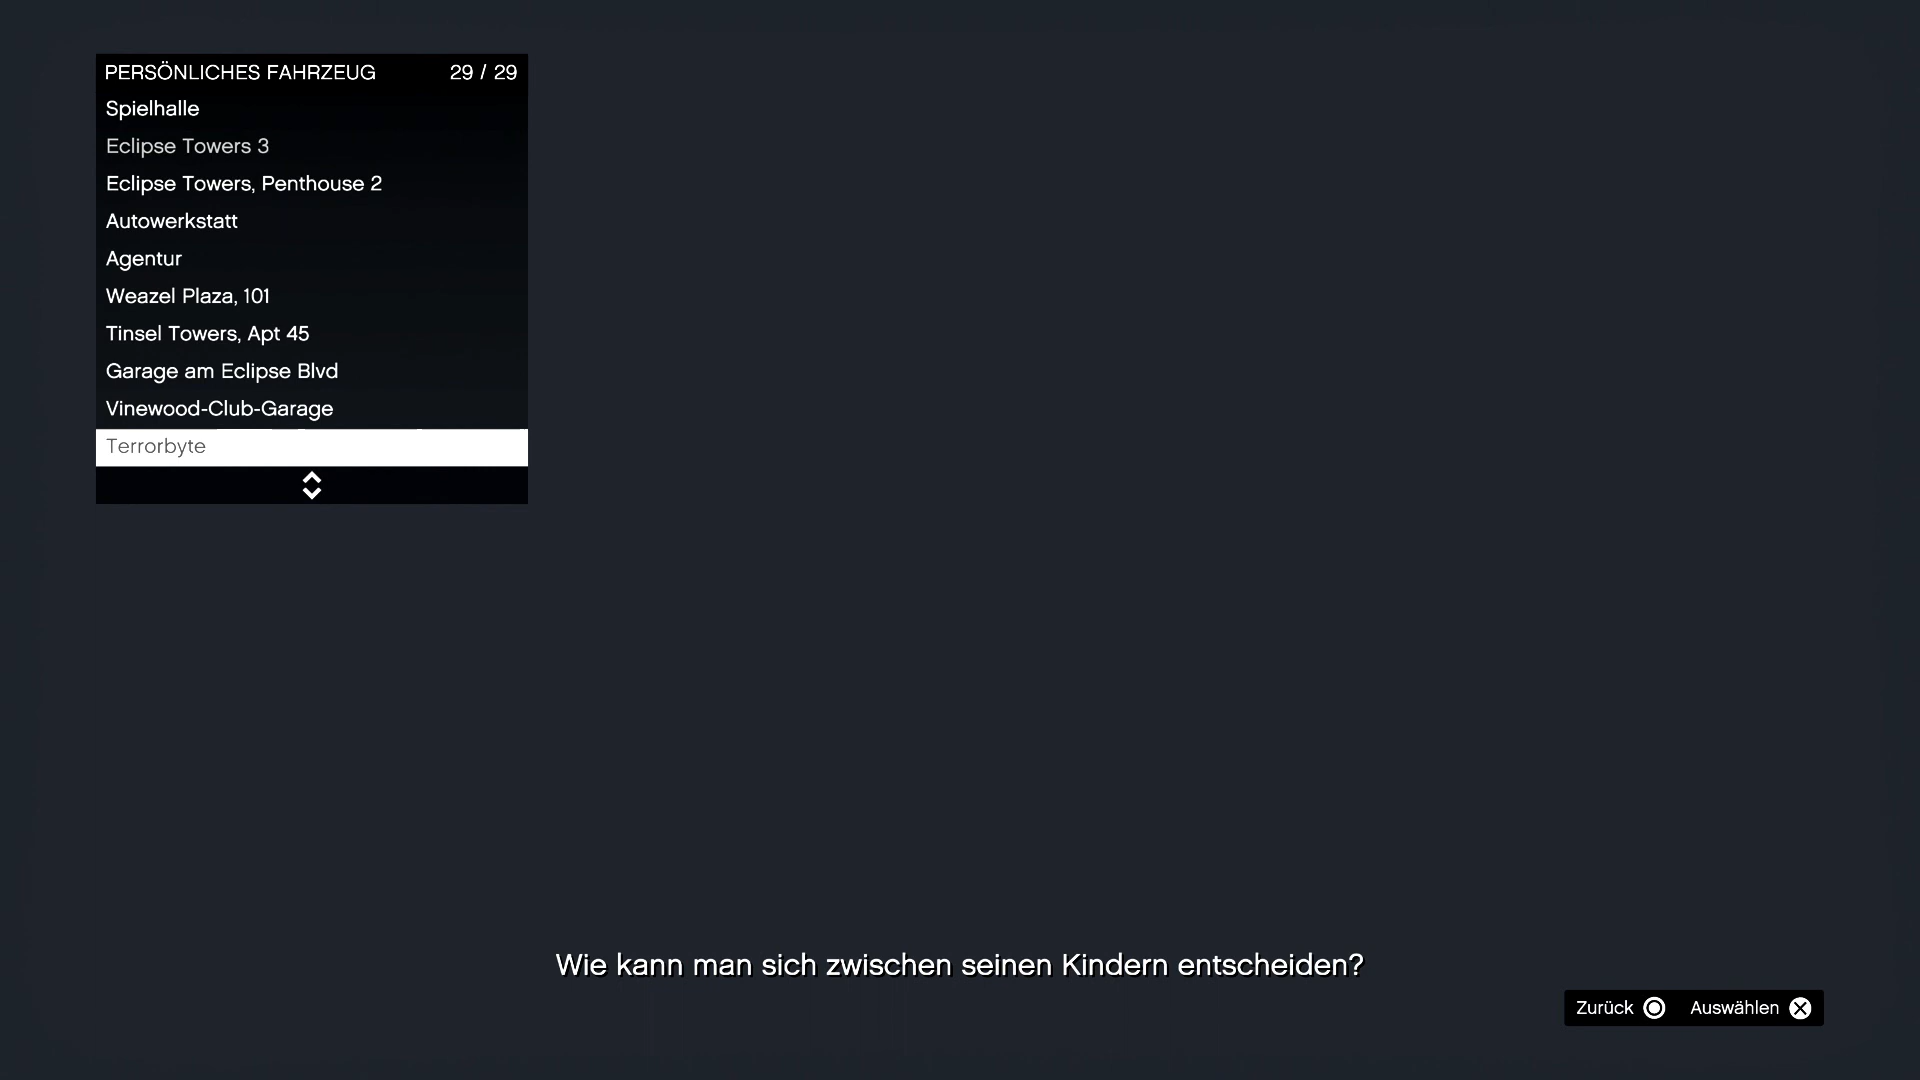 PERSÖNLICHES FAHRZEUG 29 / 29
Spielhalle
Eclipse Towers 3
Eclipse Towers, Penthouse 2
Autowerkstatt
Agentur
Weazel Plaza, 101
Tinsel Towers, Apt 45
Garage am Eclipse Blvd
Vinewood-Club-Garage
Terrorbyte
Wie kann man sich zwischen seinen Kindern entscheiden?
Zurück Auswählen